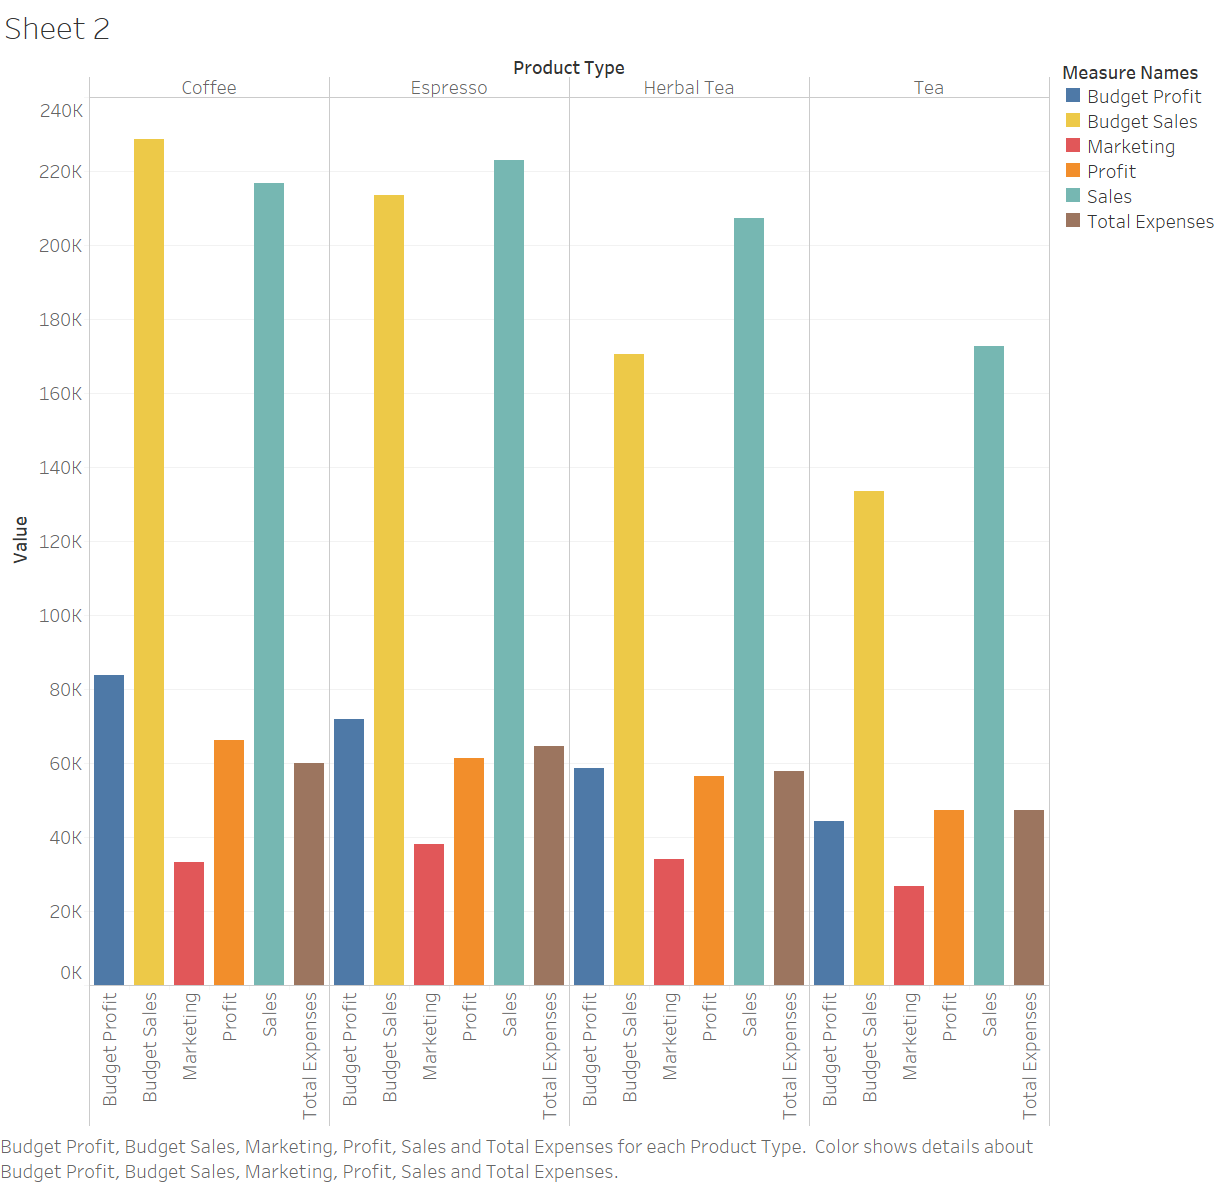 Sheet 2
Product Type
Coffee Espresso Herbal Tea Tea
Measure Names
Budget Profit
Budget Sales
Marketing
Profit
Sales
Total Expenses
Value
240K
220K
200K
180K
160K
140K
120K
100K
80K
60K
40K
20K
0K
Budget Profit
Budget Sales
Marketing
Profit
Sales
Total Expenses
Budget Profit
Budget Sales
Marketing
Profit
Sales
Total Expenses
Budget Profit
Budget Sales
Marketing
Profit
Sales
Total Expenses
Budget Profit
Budget Sales
Marketing
Profit
Sales
Total Expenses
Budget Profit, Budget Sales, Marketing, Profit, Sales and Total Expenses for each Product Type.  Color shows details about
Budget Profit, Budget Sales, Marketing, Profit, Sales and Total Expenses.